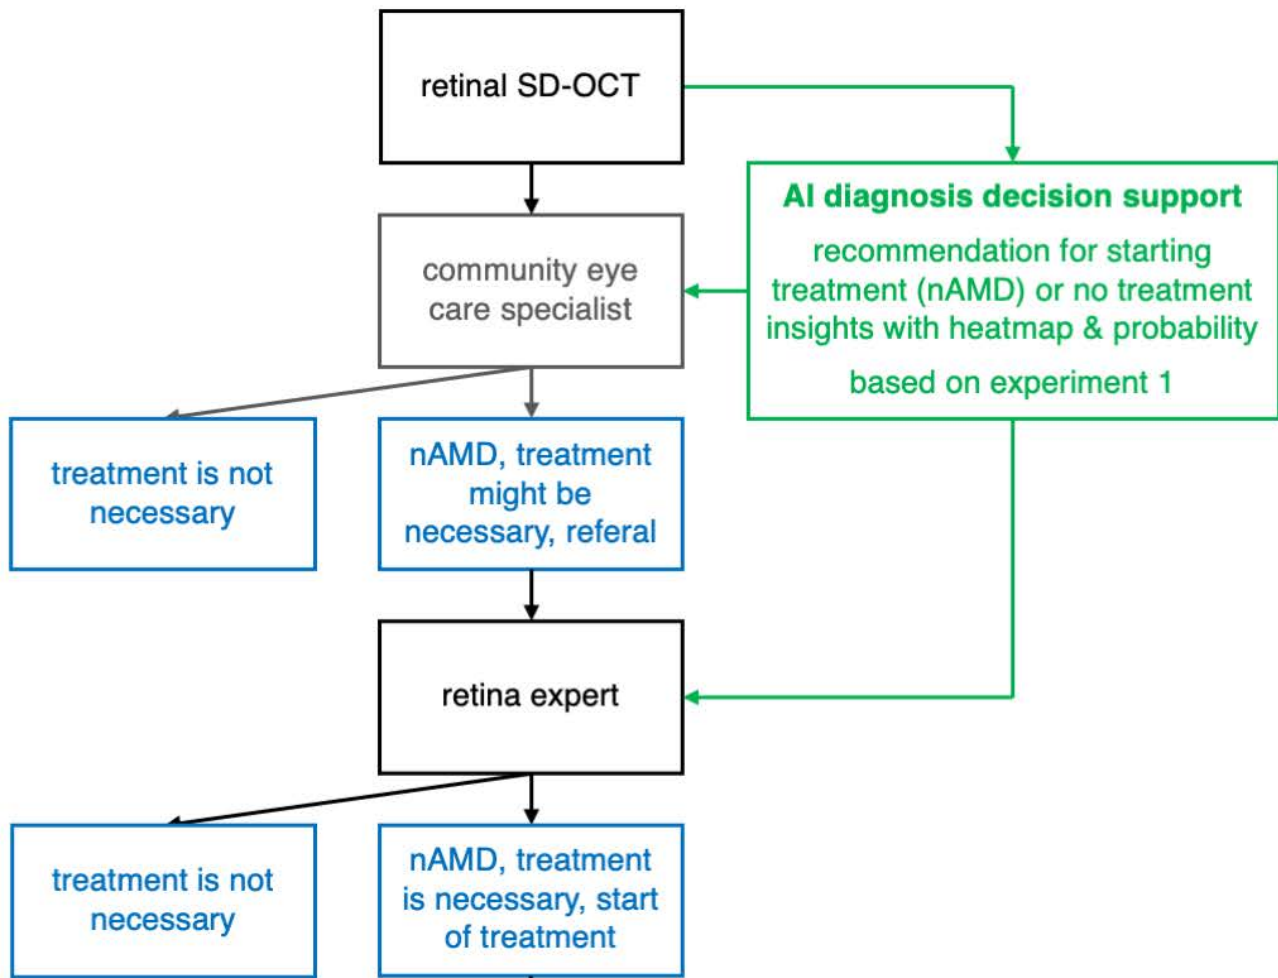 retinal SD-OCT
AI diagnosis decision support
recommendation for starting
treatment (nAMD) or no treatment
insights with heatmap & probability
based on experiment 1
community eye
care specialist
treatment is not
necessary
nAMD, treatment
might be
necessary, referal
retina expert
treatment is not
necessary
nAMD, treatment
is necessary, start
of treatment